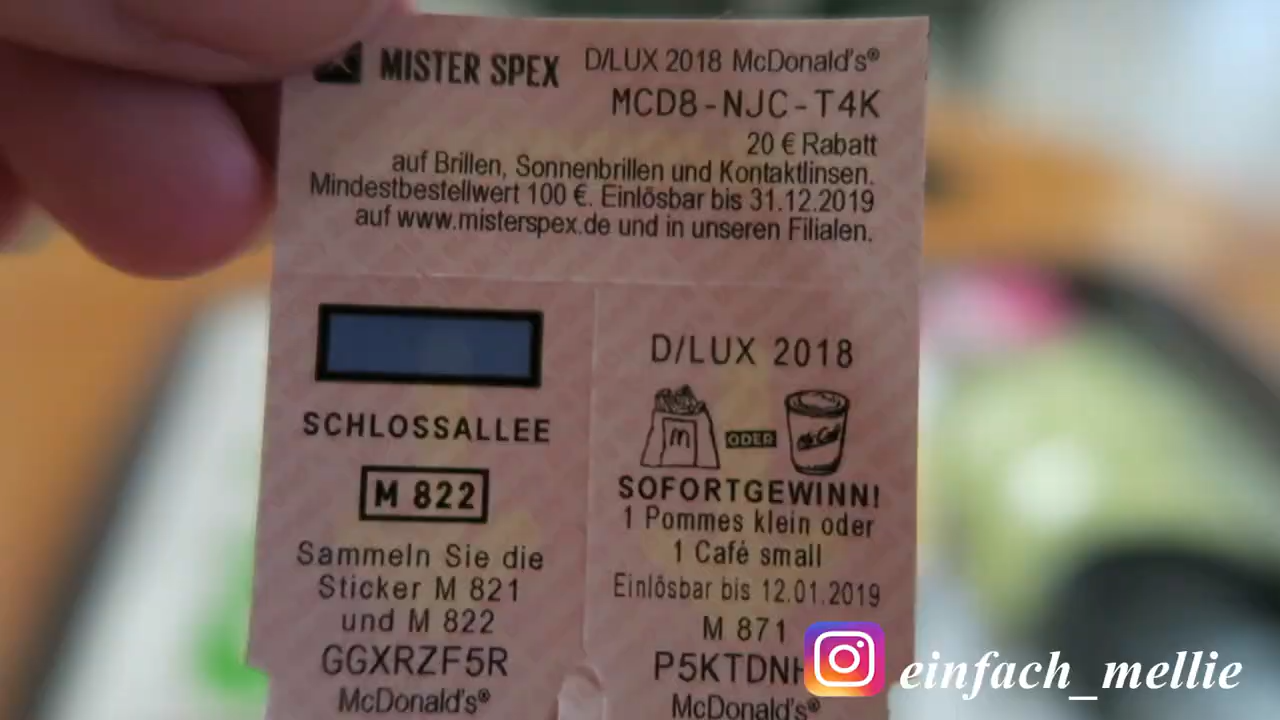 MISTER SPEX
D/LUX 2018 McDonald's®
MCD8-NJC-T4K
20 € Rabatt
auf Brillen, Sonnenbrillen und Kontaktlinsen.
Mindestbestellwert 100 €. Einlösbar bis 31.12.2019
auf www.misterspex.de und in unseren Filialen.
SCHLOSSALLEE
M 822
Sammeln Sie die
Sticker M 821
und M 822
GGXRZF5R
McDonald's®
D/LUX 2018
m
ODER
McCafé
SOFORTGEWINN!
1 Pommes klein oder
1 Café small
Einlösbar bis 12.01.2019
M 871
McDonald's®
einfach_mellie